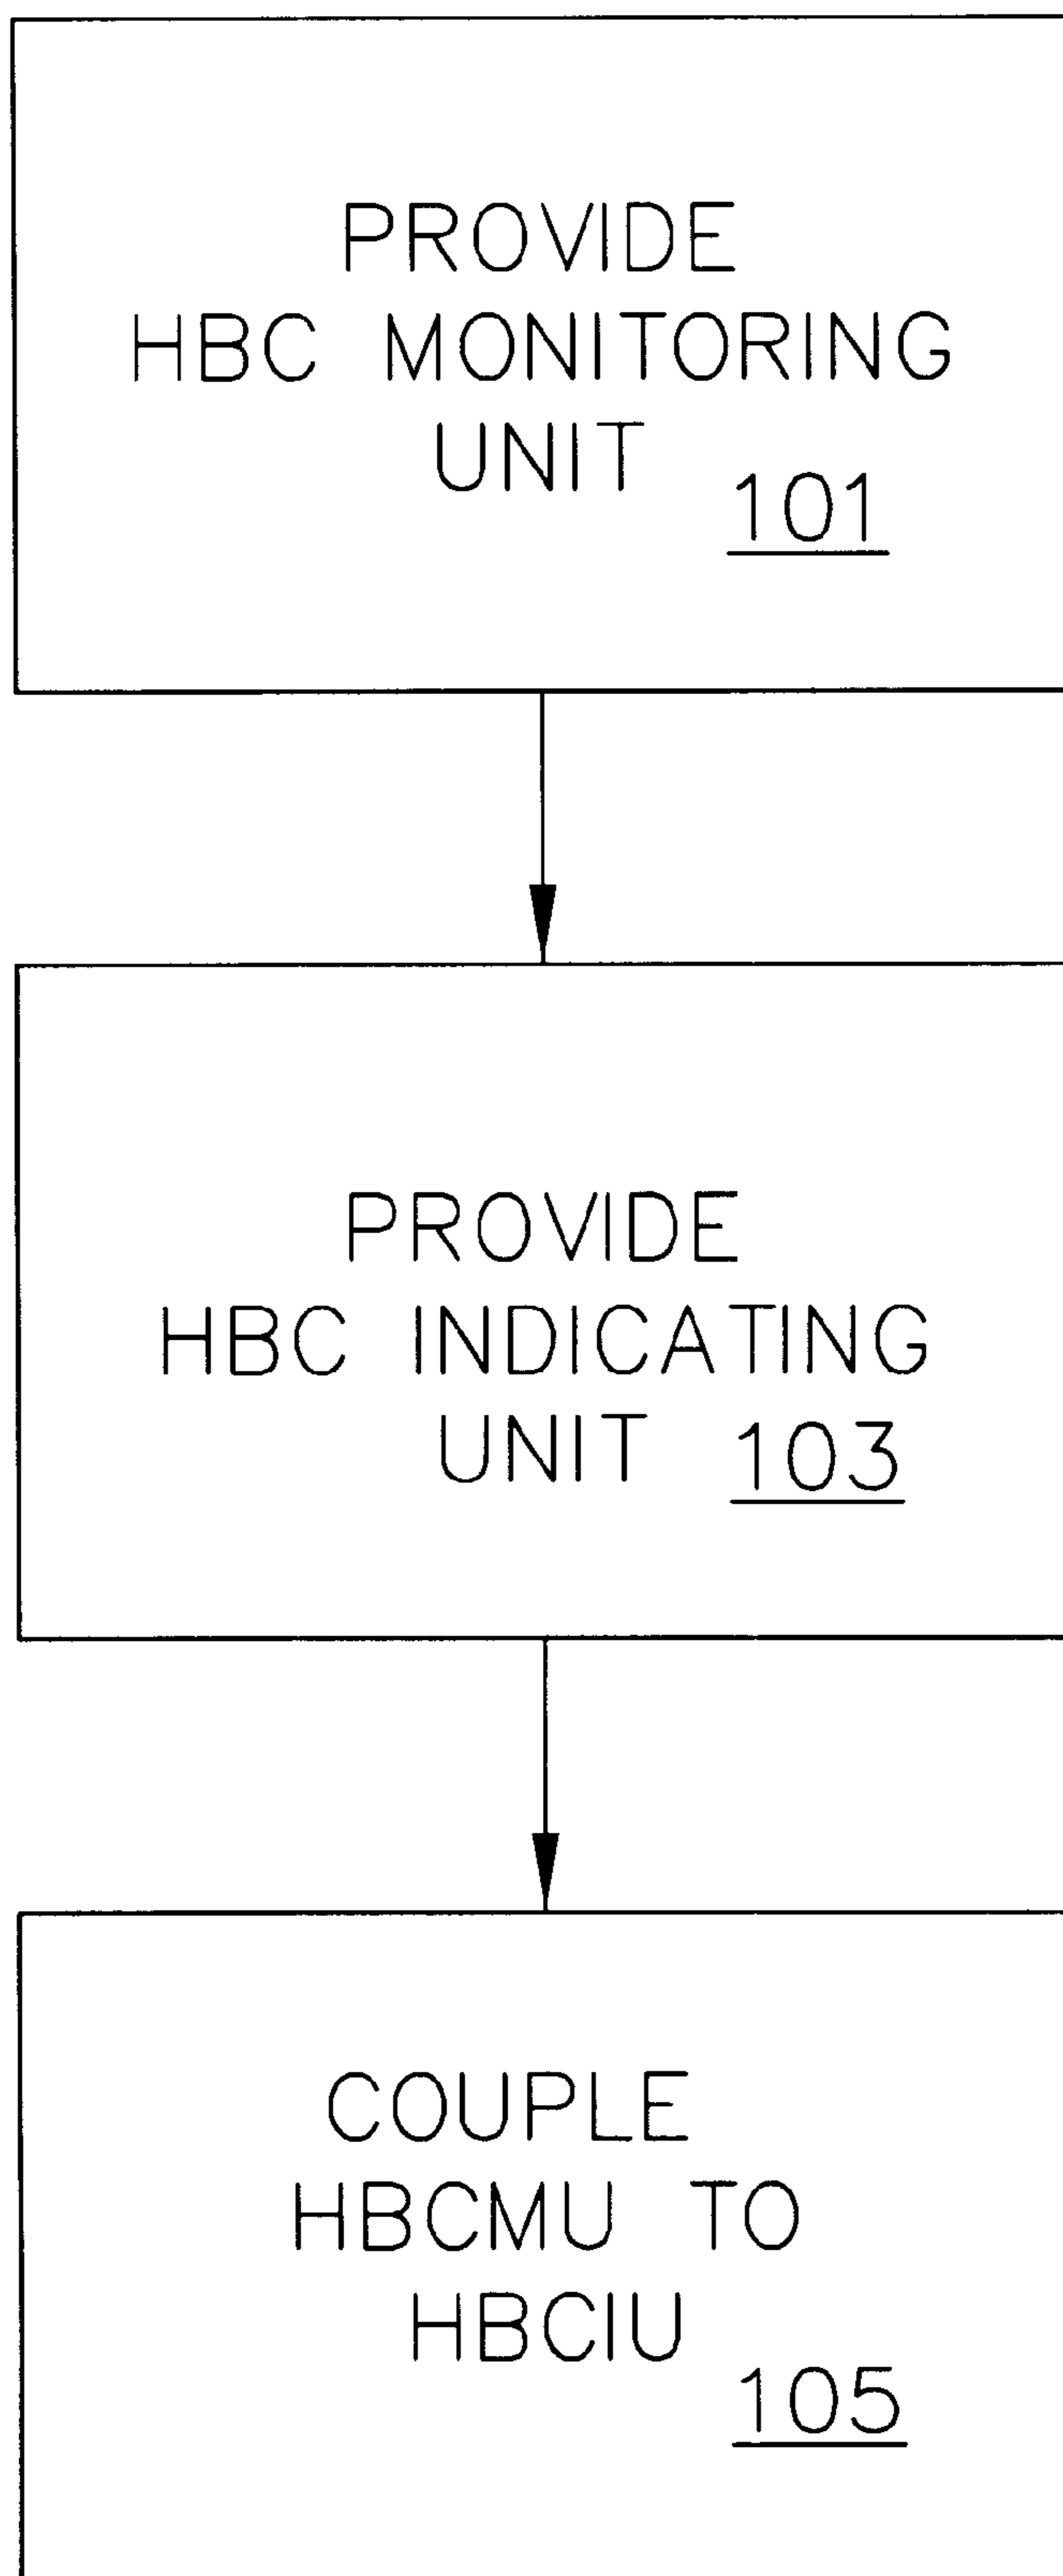 PROVIDE
HBC MONITORING
UNIT 101
PROVIDE
HBC INDICATING
UNIT 103
COUPLE
HBCMU TO
HBCIU
105